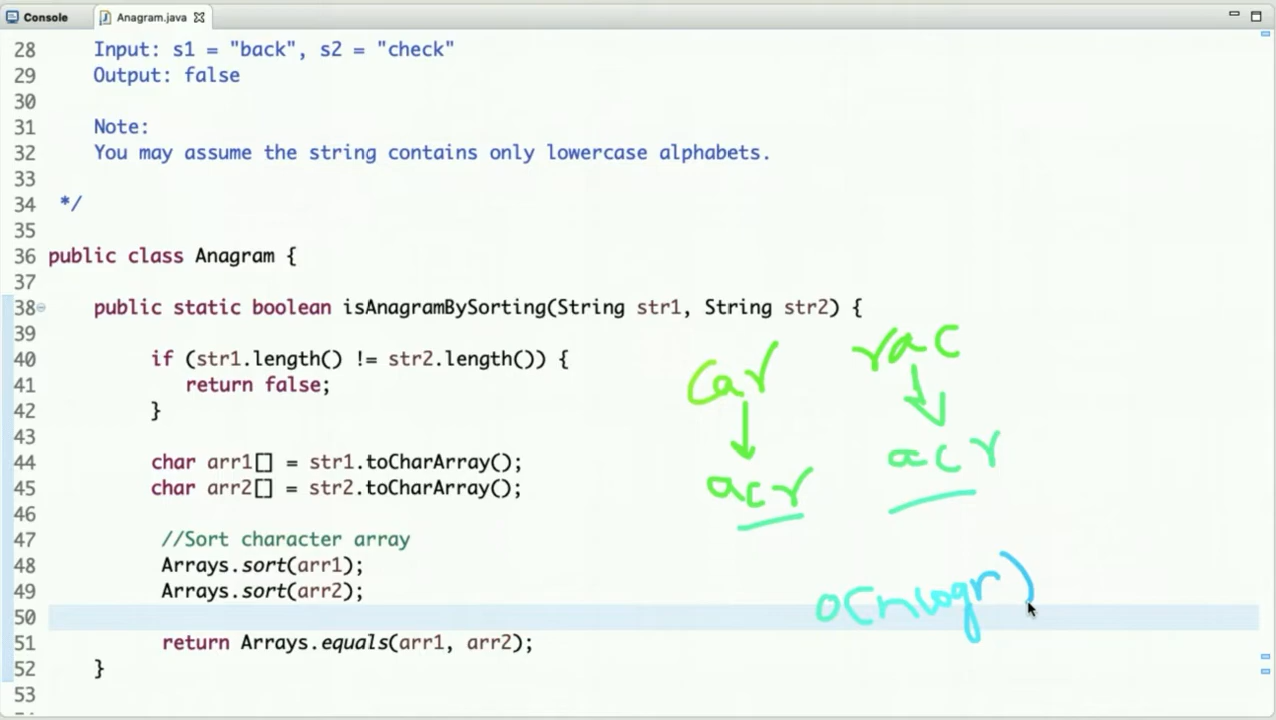 Console Anagram.java
28 Input: s1 = "back", s2 = "check"
29 Output: false
30
31 Note:
32 You may assume the string contains only lowercase alphabets.
33
34 */
35
36 public class Anagram {
37
38 public static boolean isAnagramBySorting(String str1, String str2) {
39
40 if (str1.length() != str2.length()) {
41 return false;
42 }
43
44 char arr1[] = str1.toCharArray();
45 char arr2[] = str2.toCharArray();
46
47 //Sort character array
48 Arrays.sort(arr1);
49 Arrays.sort(arr2);
50
51 return Arrays.equals(arr1, arr2);
52 }
53
car rac
acr acr
O(nlogn)